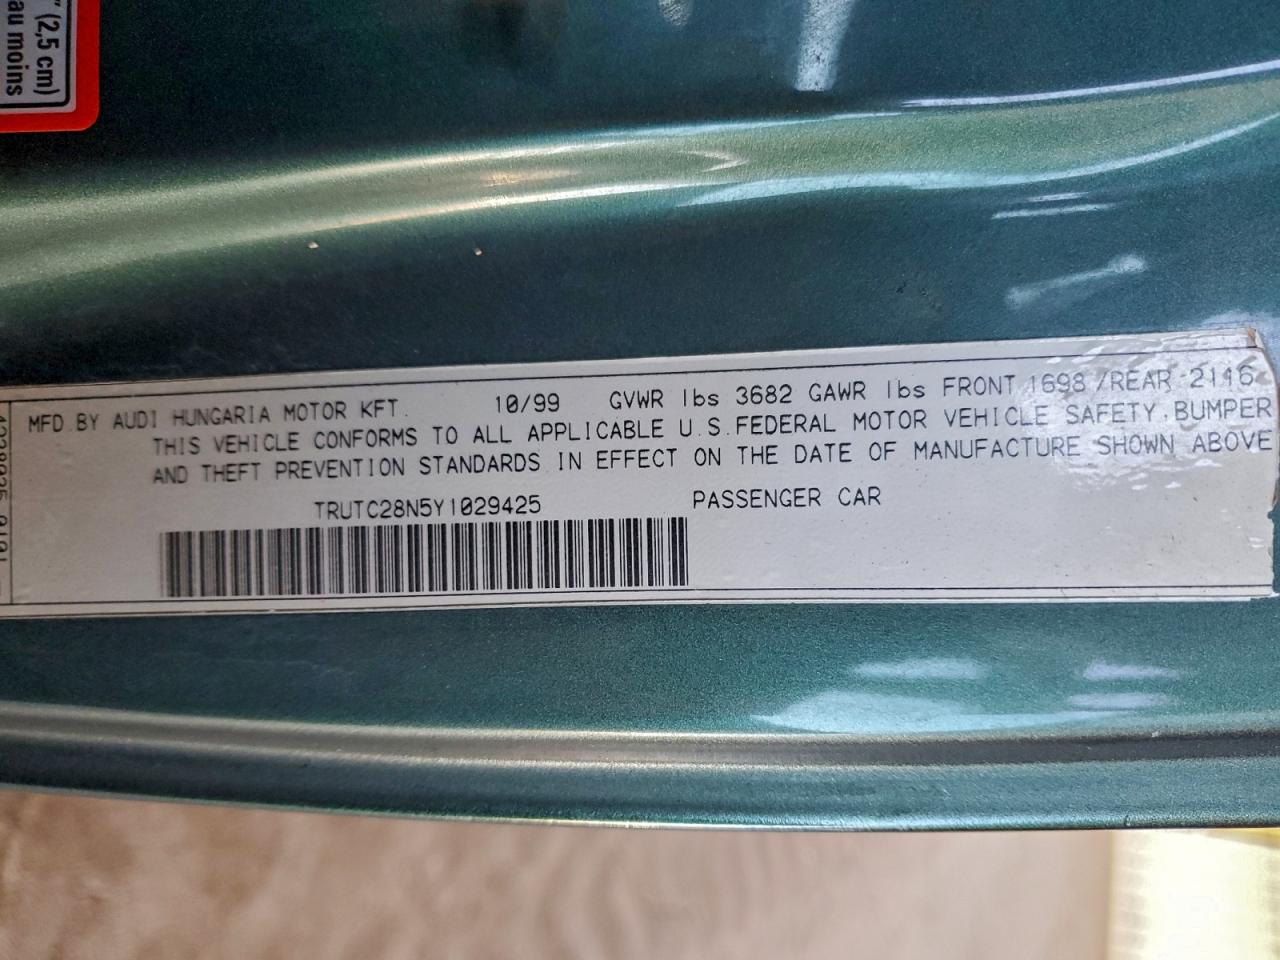 " (2,5 cm)
au moins
MFD BY AUDI HUNGARIA MOTOR KFT. 10/99 GVWR lbs 3682 GAWR lbs FRONT 1698 /REAR 2116
THIS VEHICLE CONFORMS TO ALL APPLICABLE U.S.FEDERAL MOTOR VEHICLE SAFETY,BUMPER
AND THEFT PREVENTION STANDARDS IN EFFECT ON THE DATE OF MANUFACTURE SHOWN ABOVE
TRUTC28N5Y1029425 PASSENGER CAR